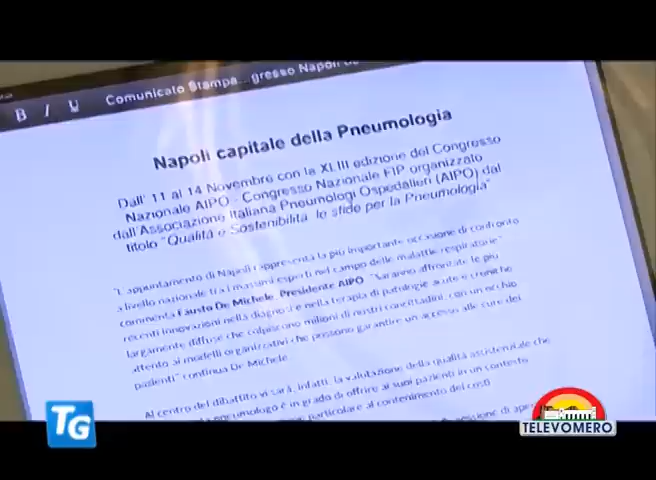 B I U Comunicato Stampa...gresso Napoli
Napoli capitale della Pneumologia
Dall' 11 al 14 Novembre con la XLIII edizione del Congresso
Nazionale AIPO - Congresso Nazionale FIP organizzato
dall'Associazione Italiana Pneumologi Ospedalieri (AIPO) dal
titolo "Qualità e Sostenibilità le sfide per la Pneumologia"
"L'appuntamento di Napoli rappresenta la più importante occasione di confronto
a livello nazionale tra i massimi esperti nel campo delle malattie respiratorie"
commenta Fausto De Michele, Presidente AIPO "Saranno affrontate le più
recenti innovazioni nella diagnosi e nella terapia di patologie acute e croniche
largamente diffuse che colpiscono milioni di nostri concittadini, con un occhio
attento ai modelli organizzativi che possono garantire un accesso alle cure dei
pazienti" continua De Michele.
Al centro del dibattito vi sarà, infatti, la valutazione della qualità assistenziale che
pneumologo è in grado di offrire ai suoi pazienti in un contesto
particolare al contenimento dei costi
sessione di
TG
TELEVOMERO